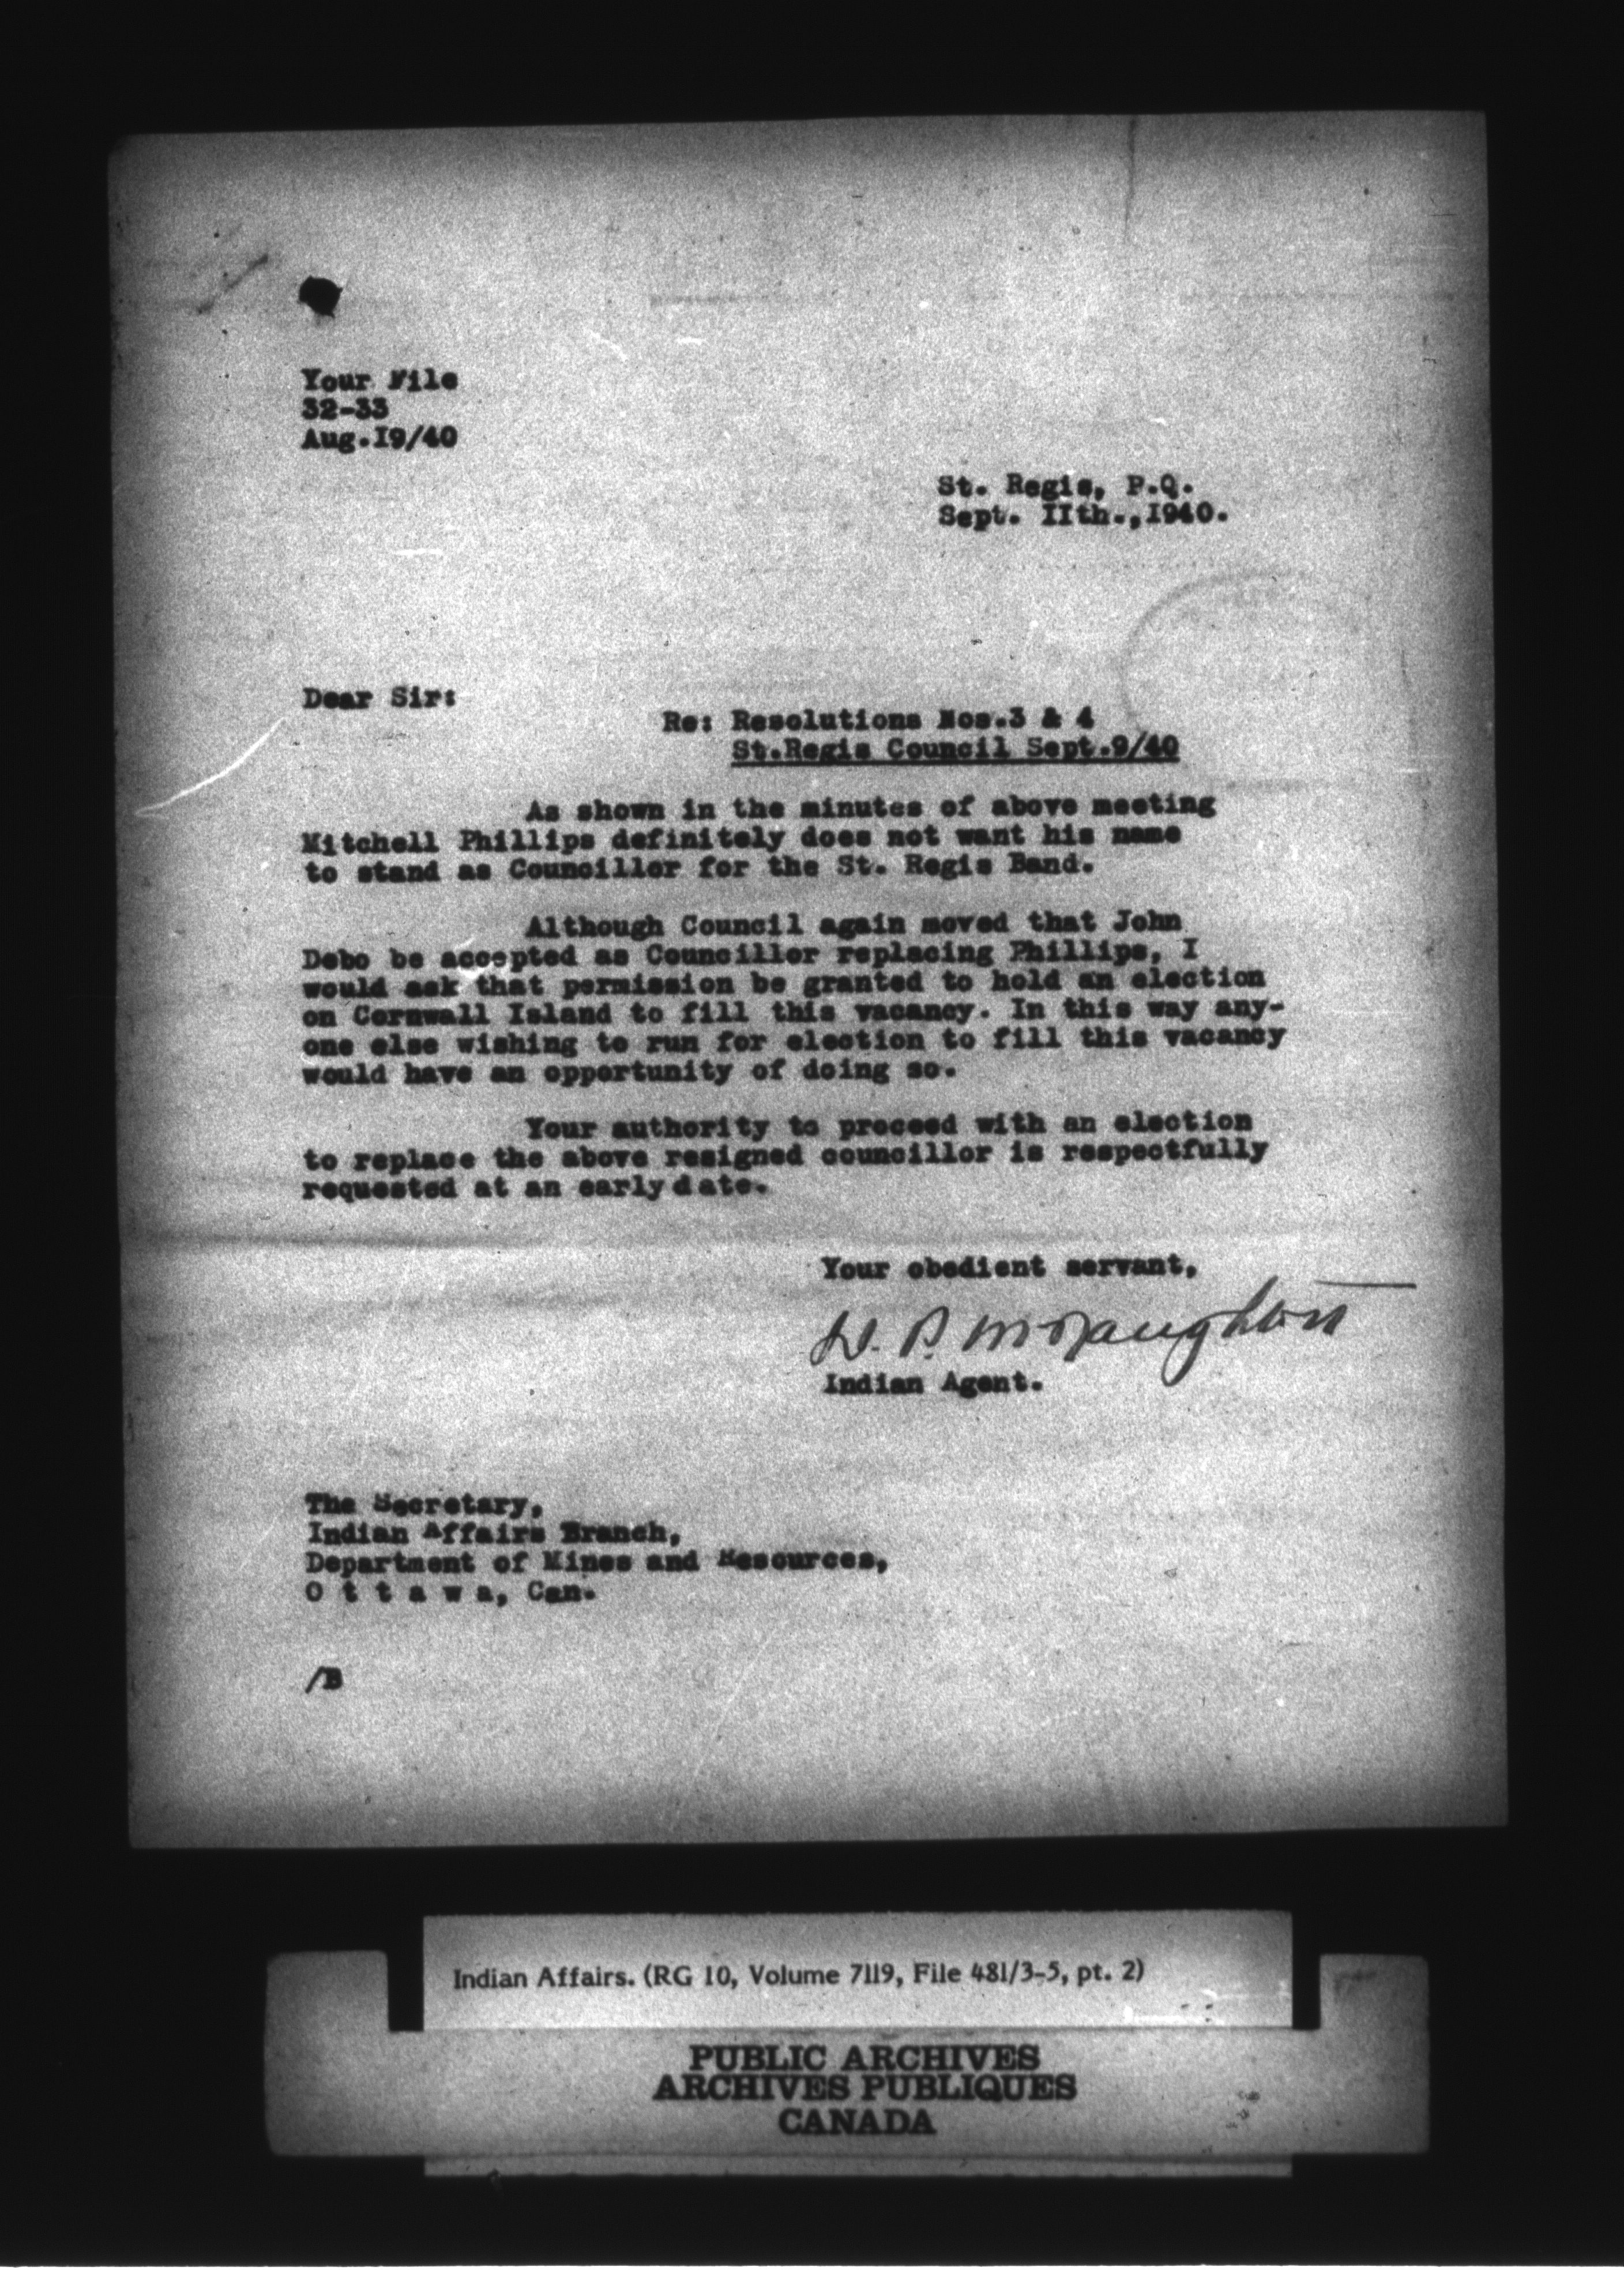 Your File
32-33
Aug.I9/40
St. Regis, P.Q.
Sept. IIth.,I940.
Dear Sir:
Re: Resolutions Nos.3 & 4
St.Regis Council Sept.9/40
As shown in the minutes of above meeting
Mitchell Phillips definitely does not want his name
to stand as Councillor for the St. Regis Band.
Although Council again moved that John
Debo be accepted as Councillor replacing Phillips, I
would ask that permission be granted to hold an election
on Cornwall Island to fill this vacancy. In this way any-
one else wishing to run for election to fill this vacancy
would have an opportunity of doing so.
Your authority to proceed with an election
to replace the above resigned councillor is respectfully
requested at an early date.
Your obedient servant,
Indian Agent.
The Secretary,
Indian Affairs Branch,
Department of Mines and Resources,
O t t a w a, Can.
/B
Indian Affairs. (RG 10, Volume 7119, File 481/3-5, pt. 2)
PUBLIC ARCHIVES
ARCHIVES PUBLIQUES
CANADA